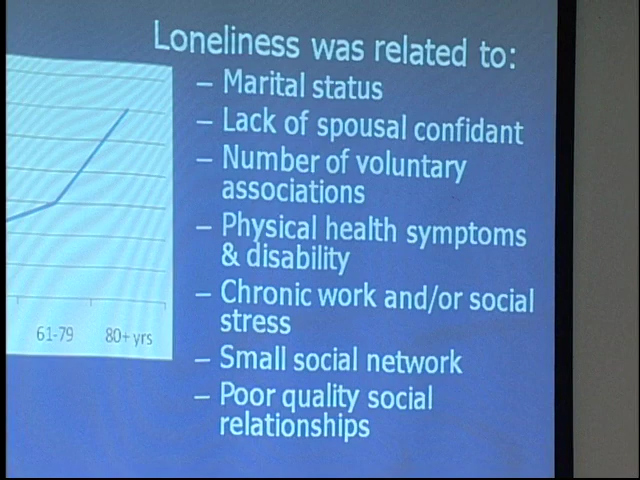 Loneliness was related to:
– Marital status
– Lack of spousal confidant
– Number of voluntary
associations
– Physical health symptoms
& disability
– Chronic work and/or social
stress
– Small social network
– Poor quality social
relationships
61-79 80+ yrs